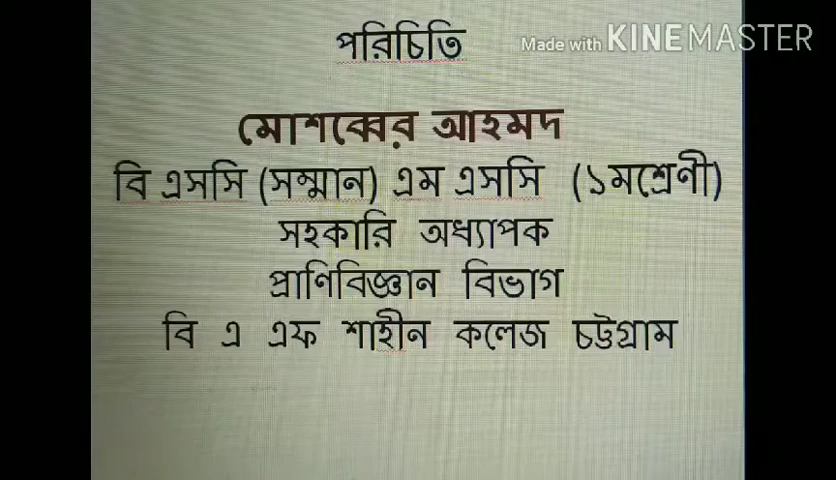 পরিচিতি
Made with KINEMASTER
মোশব্বের আহমদ
বি এসসি (সম্মান) এম এসসি (১মশ্রেণী)
সহকারি অধ্যাপক
প্রাণিবিজ্ঞান বিভাগ
বি এ এফ শাহীন কলেজ চট্টগ্রাম